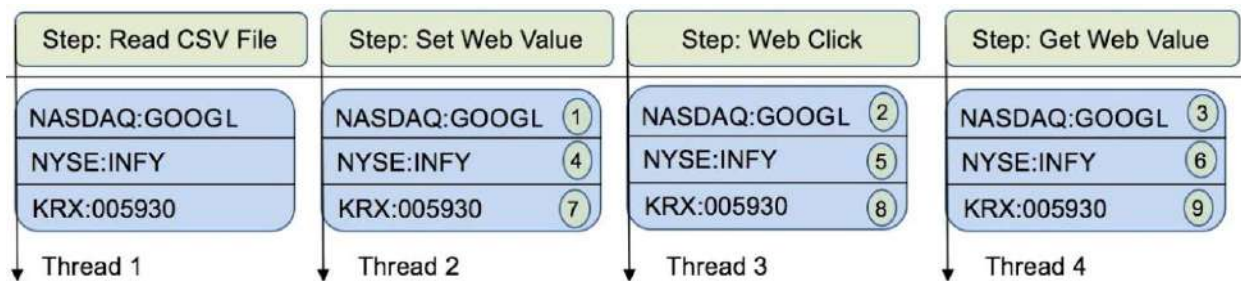 Step: Read CSV File Step: Set Web Value Step: Web Click Step: Get Web Value
NASDAQ:GOOGL NASDAQ:GOOGL 1 NASDAQ:GOOGL 2 NASDAQ:GOOGL 3
NYSE:INFY NYSE:INFY 4 NYSE:INFY 5 NYSE:INFY 6
KRX:005930 KRX:005930 7 KRX:005930 8 KRX:005930 9
Thread 1 Thread 2 Thread 3 Thread 4